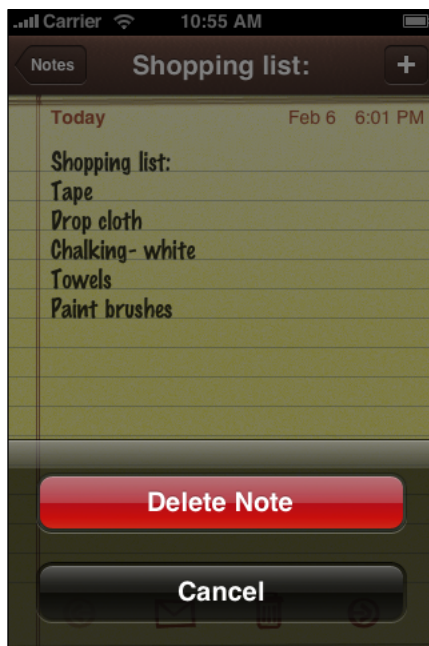 Carrier 10:55 AM
Notes Shopping list: +
Today Feb 6 6:01 PM
Shopping list:
Tape
Drop cloth
Chalking- white
Towels
Paint brushes
Delete Note
Cancel